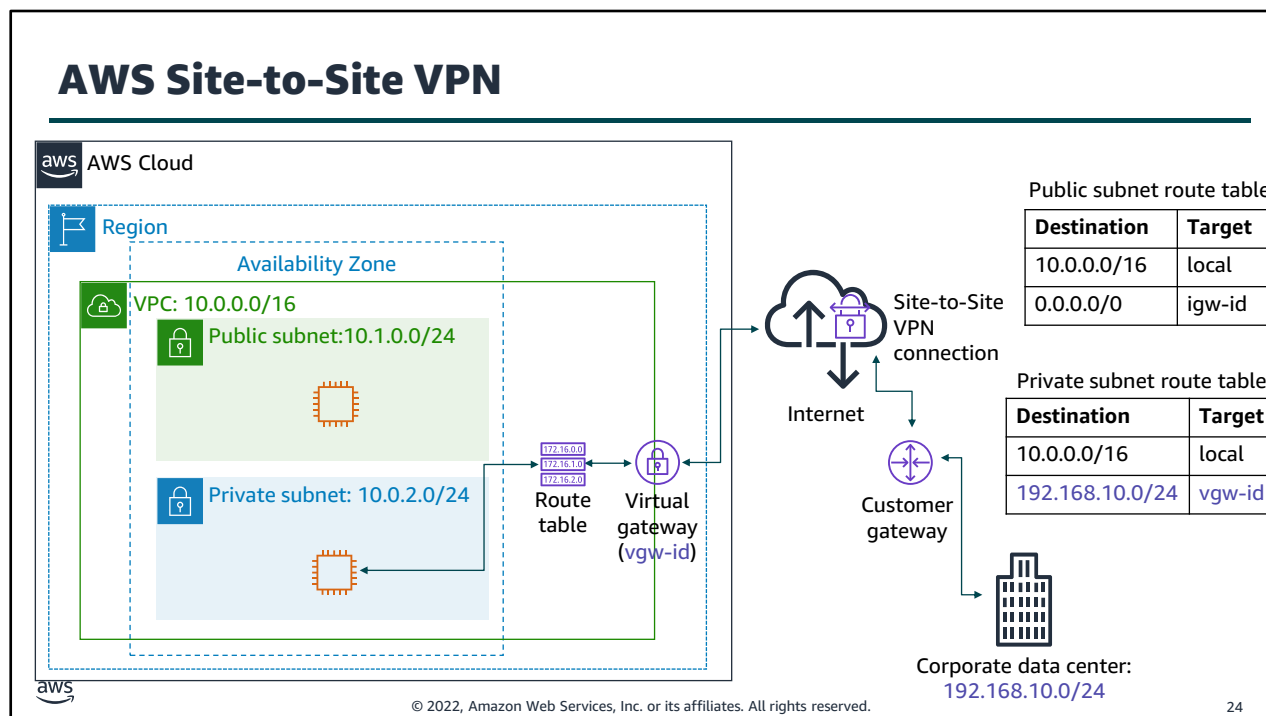 AWS Site-to-Site VPN
aws
AWS Cloud
Region
Availability Zone
VPC: 10.0.0.0/16
Public subnet:10.1.0.0/24
Private subnet: 10.0.2.0/24
172.16.0.0
172.16.1.0
172.16.2.0
Route
table
Virtual
gateway
(vgw-id)
Site-to-Site
VPN
connection
Internet
Customer
gateway
Corporate data center:
192.168.10.0/24
Public subnet route table
Destination Target
10.0.0.0/16 local
0.0.0.0/0 igw-id
Private subnet route table
Destination Target
10.0.0.0/16 local
192.168.10.0/24 vgw-id
aws
© 2022, Amazon Web Services, Inc. or its affiliates. All rights reserved.
24